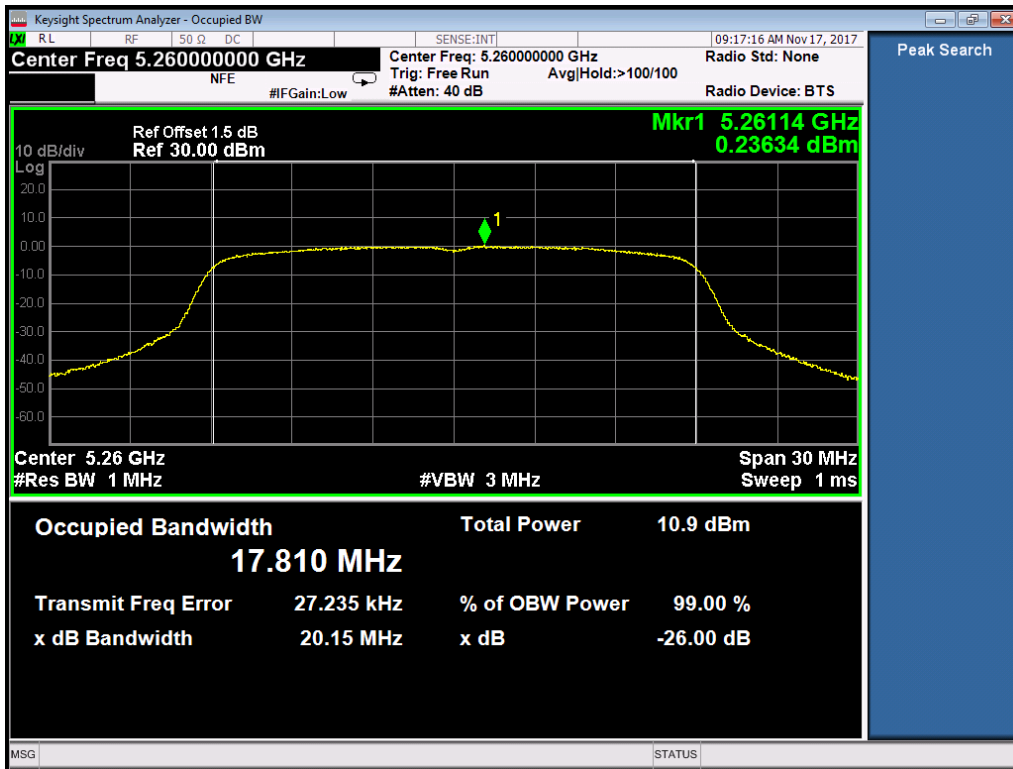 Keysight Spectrum Analyzer - Occupied BW
LXI RL RF 50 Ω DC SENSE:INT 09:17:16 AM Nov 17, 2017
Center Freq 5.260000000 GHz
NFE
#IFGain:Low
Center Freq: 5.260000000 GHz
Trig: Free Run Avg|Hold:>100/100
#Atten: 40 dB
Radio Std: None
Radio Device: BTS
Peak Search
Ref Offset 1.5 dB
10 dB/div Ref 30.00 dBm
Mkr1 5.26114 GHz
0.23634 dBm
Log
20.0
10.0
1
0.00
-10.0
-20.0
-30.0
-40.0
-50.0
-60.0
Center 5.26 GHz Span 30 MHz
#Res BW 1 MHz #VBW 3 MHz Sweep 1 ms
Occupied Bandwidth Total Power 10.9 dBm
17.810 MHz
Transmit Freq Error 27.235 kHz % of OBW Power 99.00 %
x dB Bandwidth 20.15 MHz x dB -26.00 dB
MSG STATUS